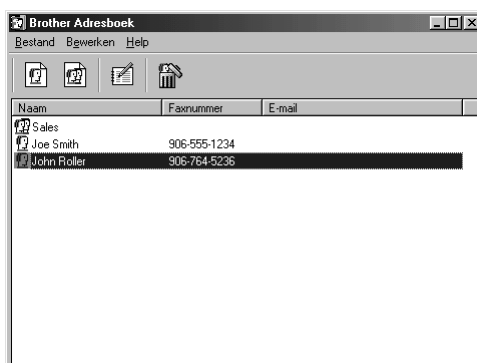 Brother Adresboek
Bestand Bewerken Help
Naam Faxnummer E-mail
Sales
Joe Smith 906-555-1234
John Roller 906-764-5236